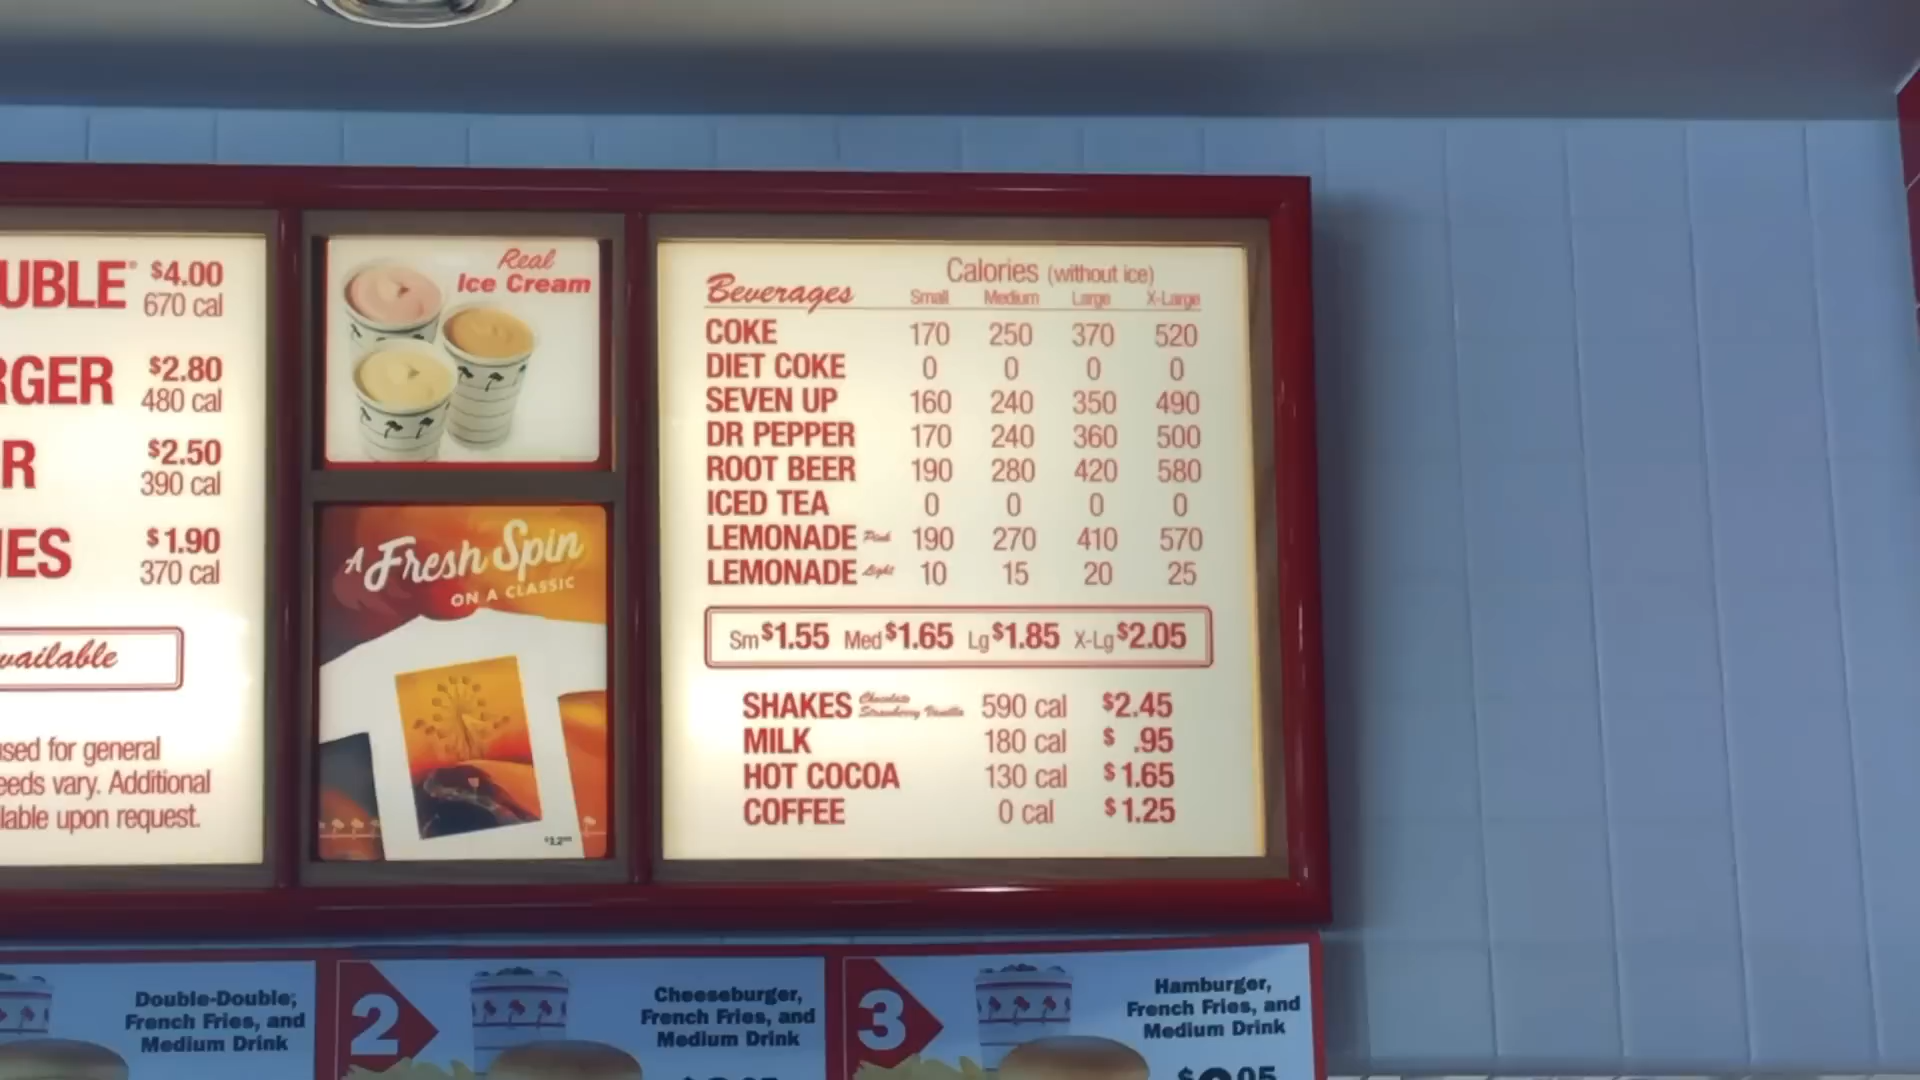 UBLE® $4.00
670 cal
RGER $2.80
480 cal
R $2.50
390 cal
IES $1.90
370 cal
vailable
used for general
eeds vary. Additional
lable upon request.
Real
Ice Cream
A Fresh Spin
ON A CLASSIC
Beverages Calories (without ice)
Small Medium Large X-Large
COKE 170 250 370 520
DIET COKE 0 0 0 0
SEVEN UP 160 240 350 490
DR PEPPER 170 240 360 500
ROOT BEER 190 280 420 580
ICED TEA 0 0 0 0
LEMONADE Pink 190 270 410 570
LEMONADE Light 10 15 20 25
Sm $1.55 Med $1.65 Lg $1.85 X-Lg $2.05
SHAKES Chocolate Strawberry Vanilla 590 cal $2.45
MILK 180 cal $ .95
HOT COCOA 130 cal $1.65
COFFEE 0 cal $1.25
Double-Double,
French Fries, and
Medium Drink
2
Cheeseburger,
French Fries, and
Medium Drink
3
Hamburger,
French Fries, and
Medium Drink